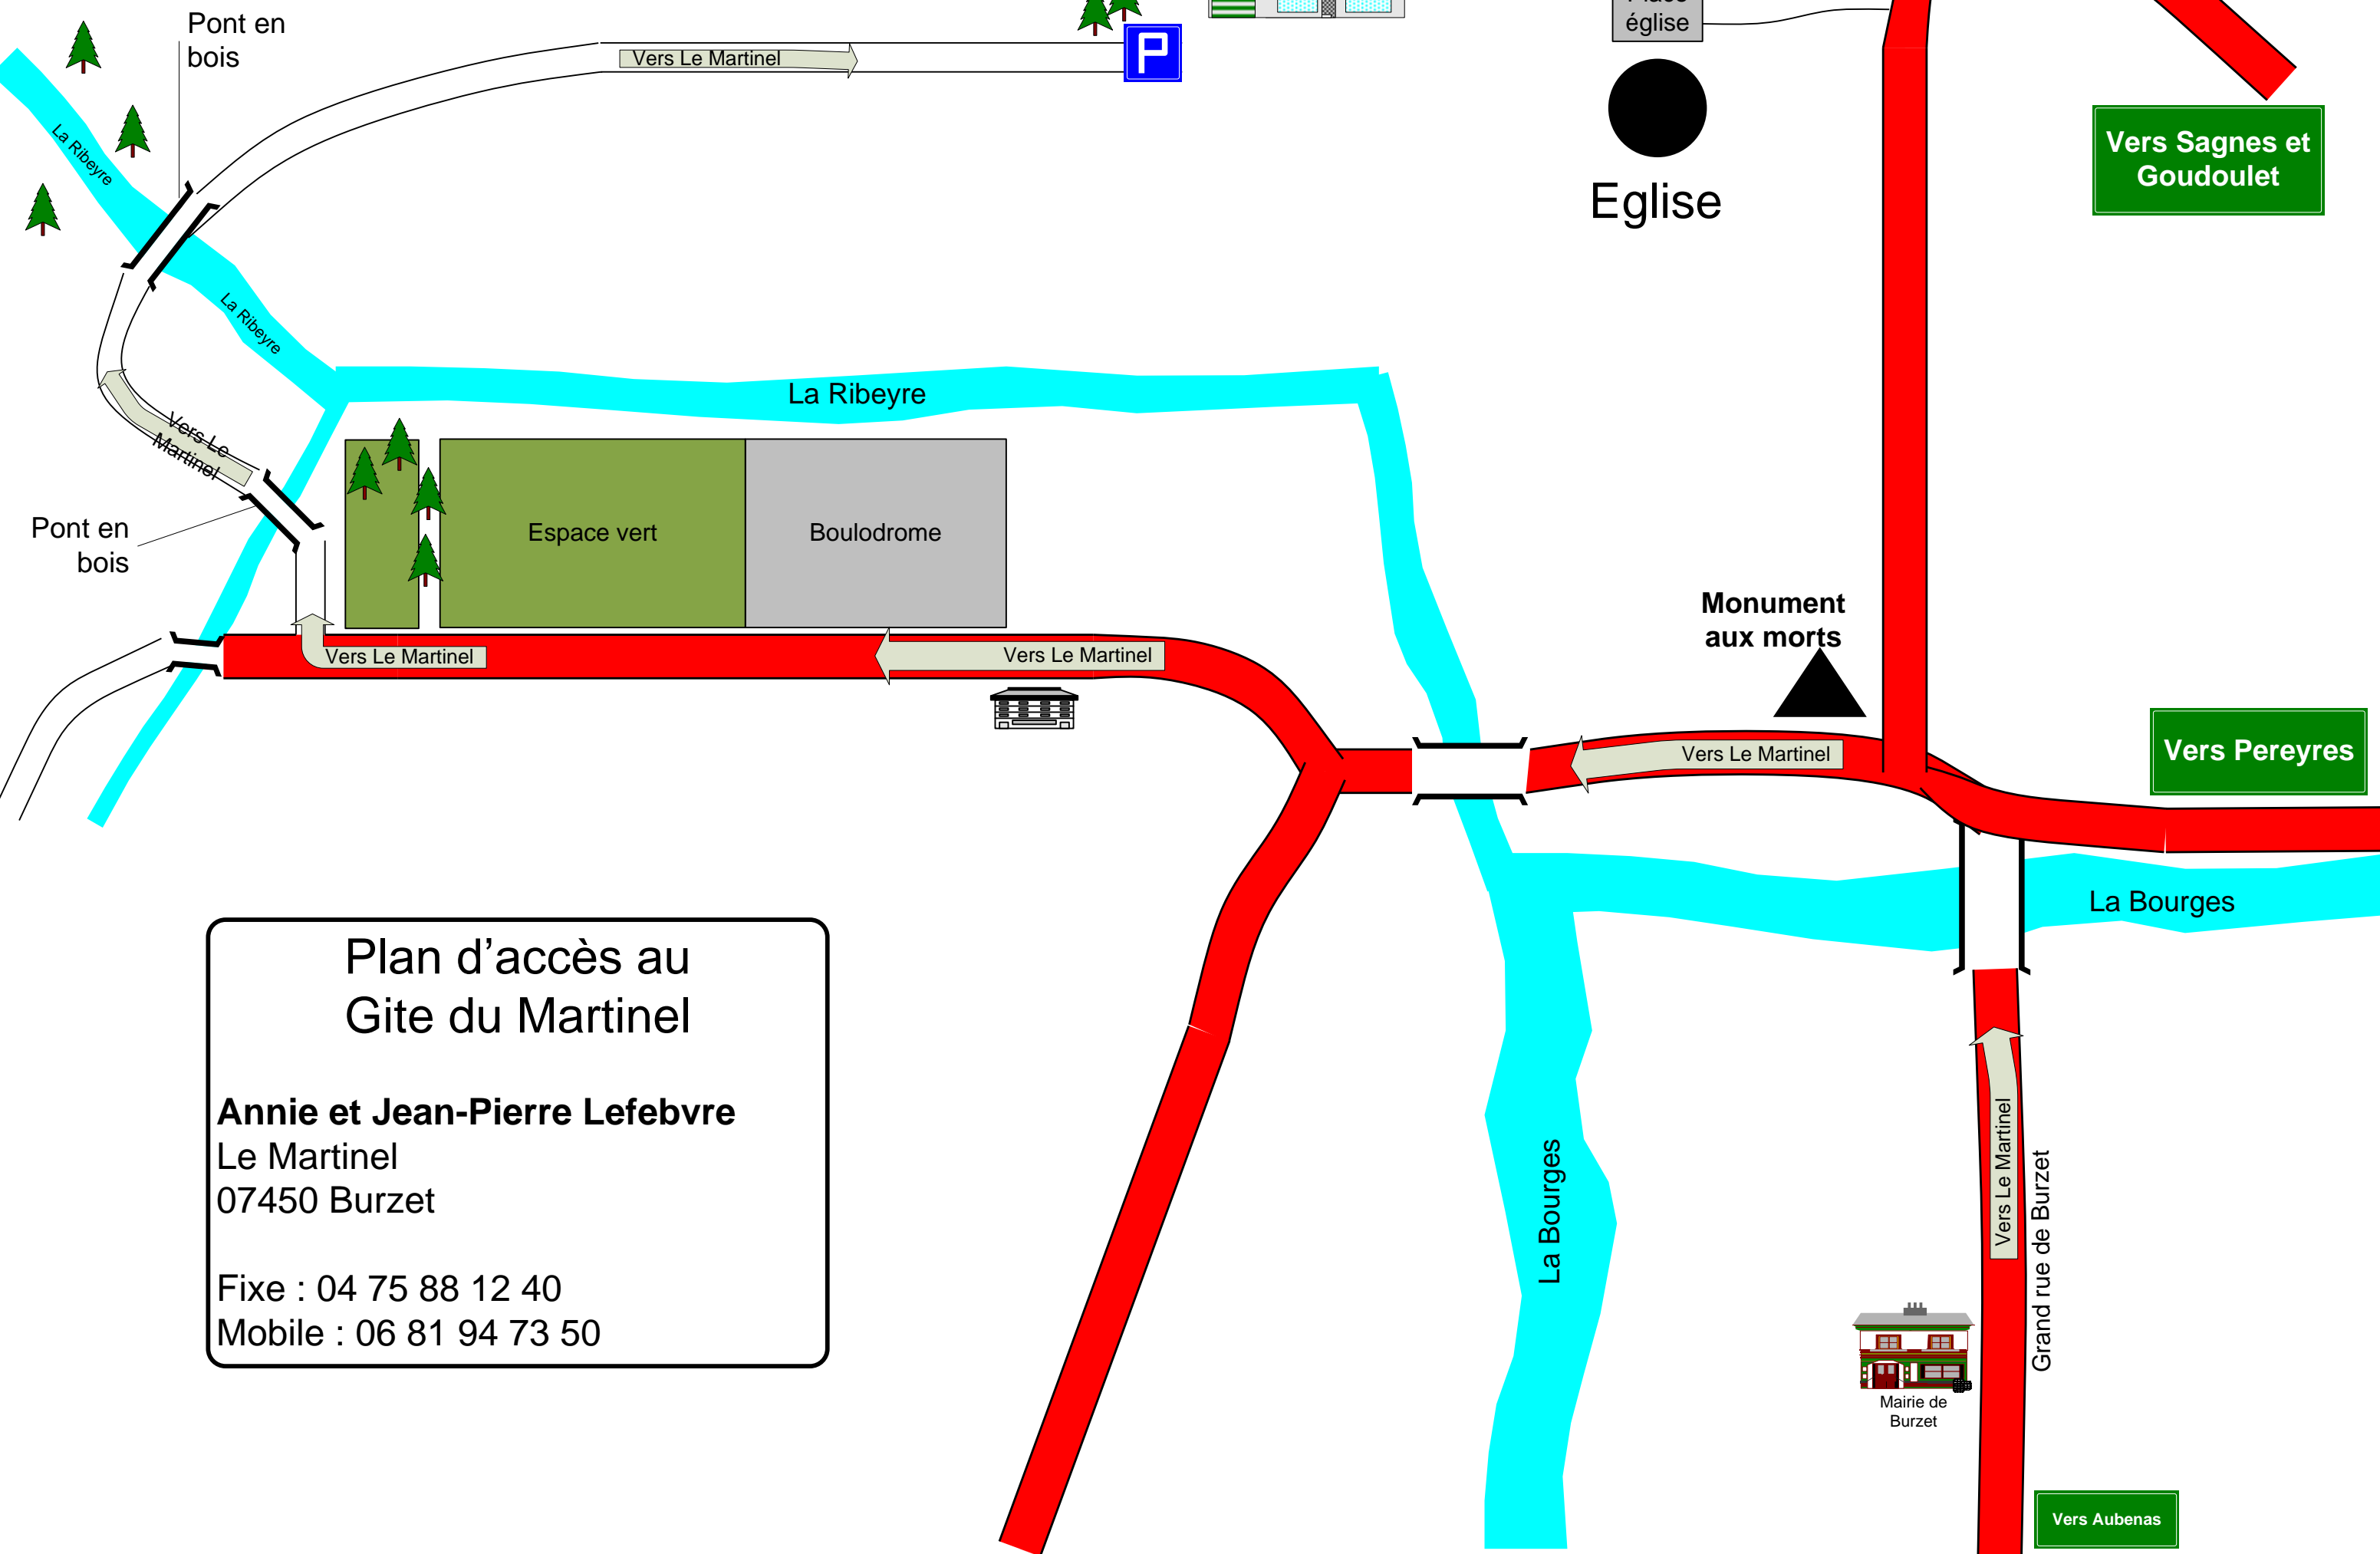 Place
église
Pont en
bois
Vers Le Martinel
P
La Ribeyre
Vers Sagnes et
Goudoulet
Eglise
La Ribeyre
La Ribeyre
Vers Le
Martinel
Pont en
bois
Espace vert
Boulodrome
Monument
aux morts
Vers Le Martinel
Vers Le Martinel
Vers Le Martinel
Vers Pereyres
La Bourges
Plan d’accès au
Gite du Martinel
Annie et Jean-Pierre Lefebvre
Le Martinel
07450 Burzet
Fixe : 04 75 88 12 40
Mobile : 06 81 94 73 50
La Bourges
Vers Le Martinel
Grand rue de Burzet
Mairie de
Burzet
Vers Aubenas